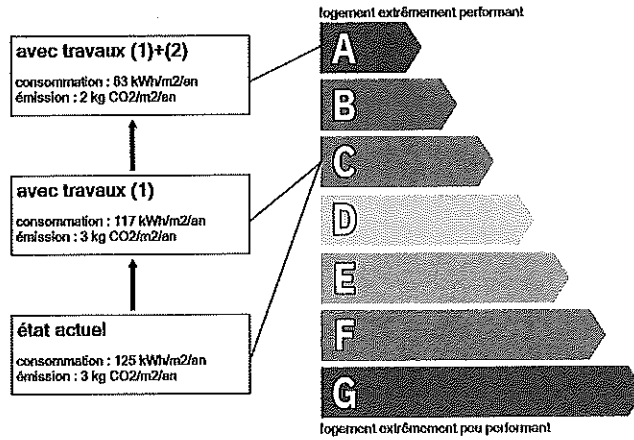 logement extrêmement performant
avec travaux (1)+(2)
consommation : 63 kWh/m2/an
émission : 2 kg CO2/m2/an
avec travaux (1)
consommation : 117 kWh/m2/an
émission : 3 kg CO2/m2/an
état actuel
consommation : 125 kWh/m2/an
émission : 3 kg CO2/m2/an
A
B
C
D
E
F
G
logement extrêmement peu performant